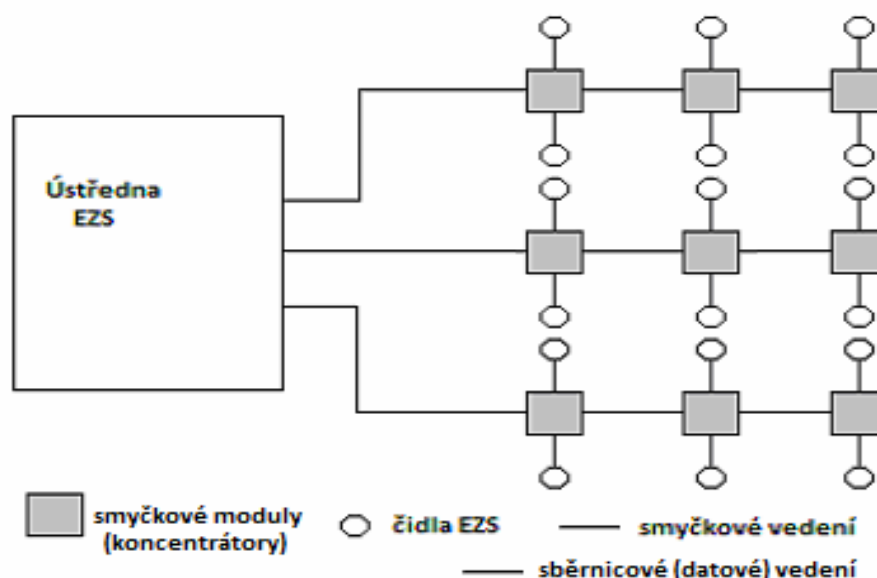 Ústředna
EZS
smyčkové moduly
(koncentrátory)
čidla EZS
smyčkové vedení
sběrnicové (datové) vedení